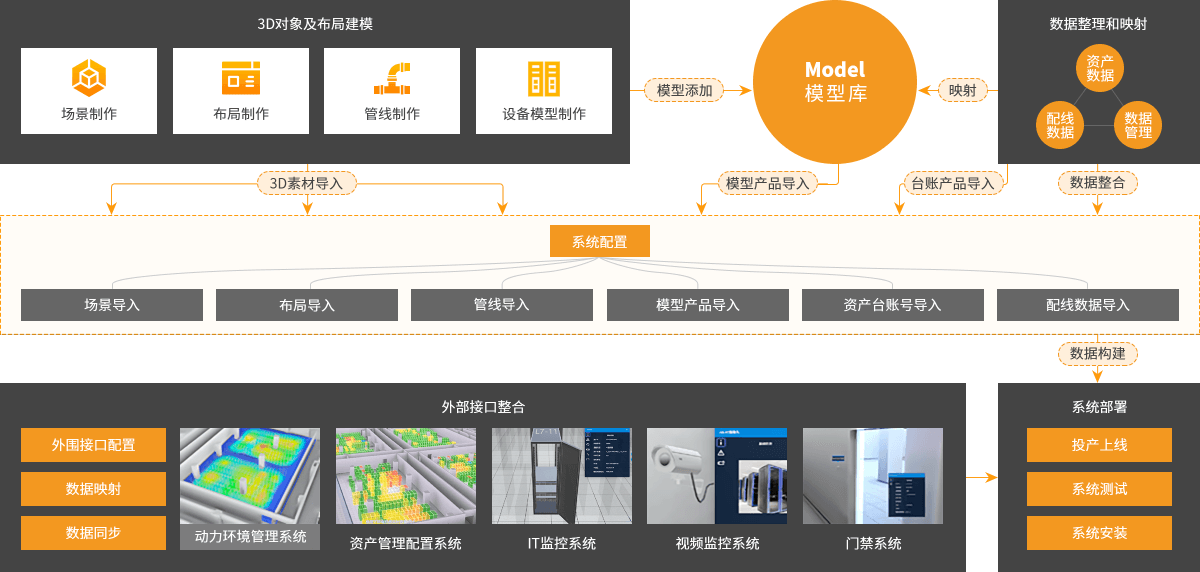 3D对象及布局建模
场景制作
布局制作
管线制作
设备模型制作
模型添加
Model
模型库
映射
数据整理和映射
资产
数据
配线
数据
数据
管理
3D素材导入
模型产品导入
台账产品导入
数据整合
系统配置
场景导入
布局导入
管线导入
模型产品导入
资产台账号导入
配线数据导入
数据构建
外部接口整合
外围接口配置
数据映射
数据同步
动力环境管理系统
资产管理配置系统
IT监控系统
视频监控系统
门禁系统
系统部署
投产上线
系统测试
系统安装